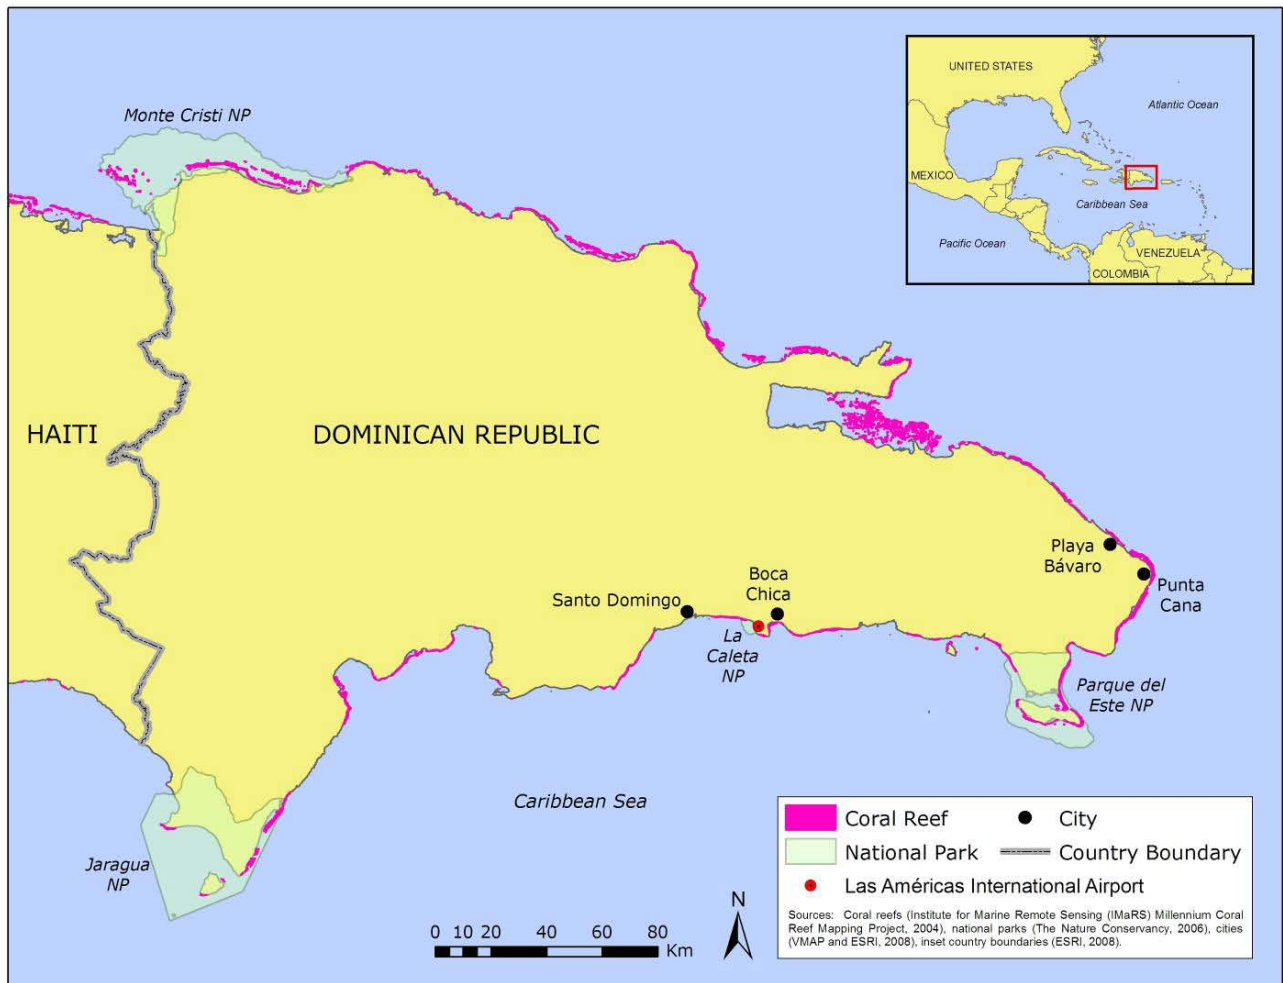 Monte Cristi NP
HAITI
DOMINICAN REPUBLIC
Santo Domingo
Boca
Chica
La
Caleta
NP
Playa
Bávaro
Punta
Cana
Parque del
Este NP
Jaragua
NP
Caribbean Sea
UNITED STATES
Atlantic Ocean
MEXICO
Caribbean Sea
Pacific Ocean
VENEZUELA
COLOMBIA
N
0 10 20 40 60 80
Km
Coral Reef
City
National Park
Country Boundary
Las Américas International Airport
Sources: Coral reefs (Institute for Marine Remote Sensing (IMaRS) Millennium Coral
Reef Mapping Project, 2004), national parks (The Nature Conservancy, 2006), cities
(VMAP and ESRI, 2008), inset country boundaries (ESRI, 2008).